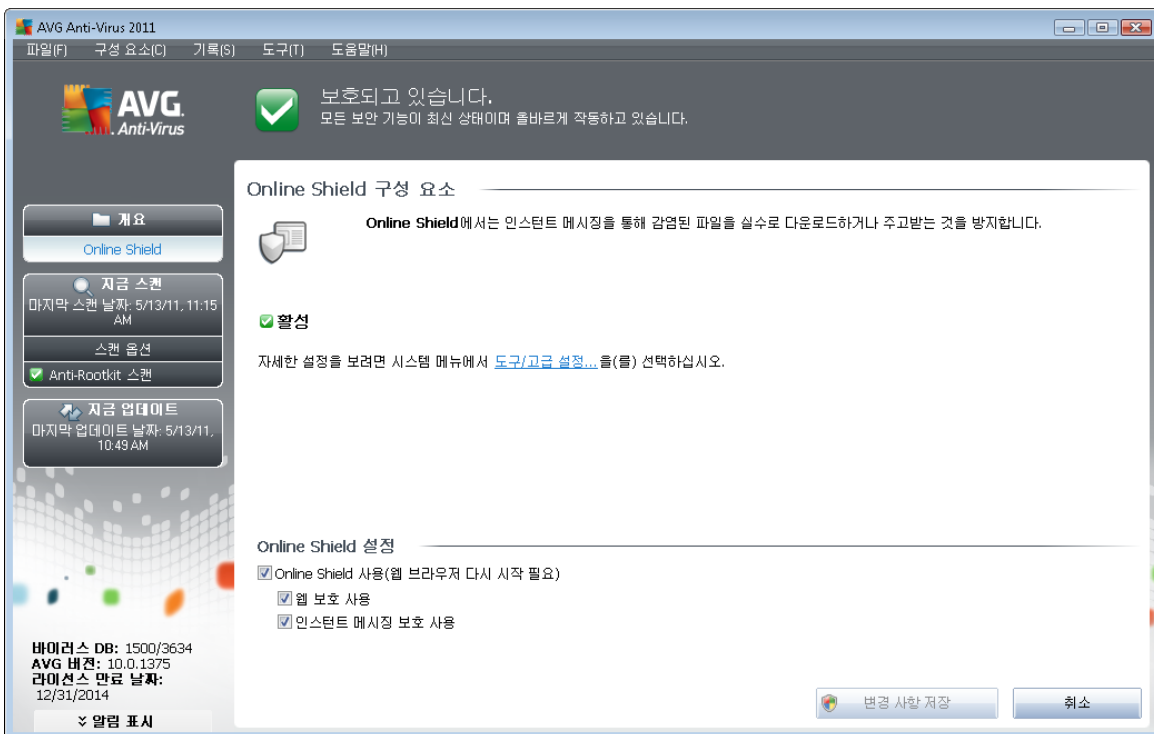 AVG Anti-Virus 2011
파일(F) 구성 요소(C) 기록(S) 도구(T) 도움말(H)
AVG.
Anti-Virus
보호되고 있습니다.
모든 보안 기능이 최신 상태이며 올바르게 작동하고 있습니다.
개요
Online Shield
지금 스캔
마지막 스캔 날짜: 5/13/11, 11:15
AM
스캔 옵션
Anti-Rootkit 스캔
지금 업데이트
마지막 업데이트 날짜: 5/13/11,
10:49 AM
바이러스 DB: 1500/3634
AVG 버전: 10.0.1375
라이선스 만료 날짜:
12/31/2014
알림 표시
Online Shield 구성 요소
Online Shield에서는 인스턴트 메시징을 통해 감염된 파일을 실수로 다운로드하거나 주고받는 것을 방지합니다.
활성
자세한 설정을 보려면 시스템 메뉴에서 도구/고급 설정...을(를) 선택하십시오.
Online Shield 설정
Online Shield 사용(웹 브라우저 다시 시작 필요)
웹 보호 사용
인스턴트 메시징 보호 사용
변경 사항 저장
취소